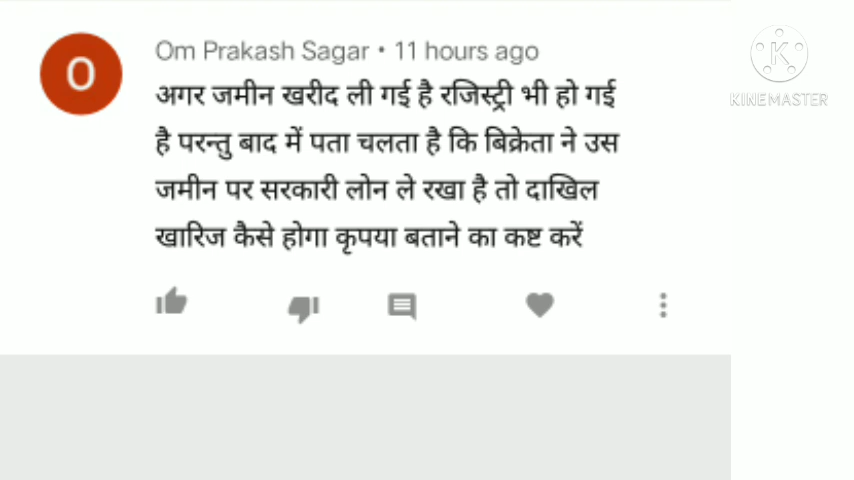 O
Om Prakash Sagar • 11 hours ago
अगर जमीन खरीद ली गई है रजिस्ट्री भी हो गई
है परन्तु बाद में पता चलता है कि बिक्रेता ने उस
जमीन पर सरकारी लोन ले रखा है तो दाखिल
खारिज कैसे होगा कृपया बताने का कष्ट करें
K
KINEMASTER